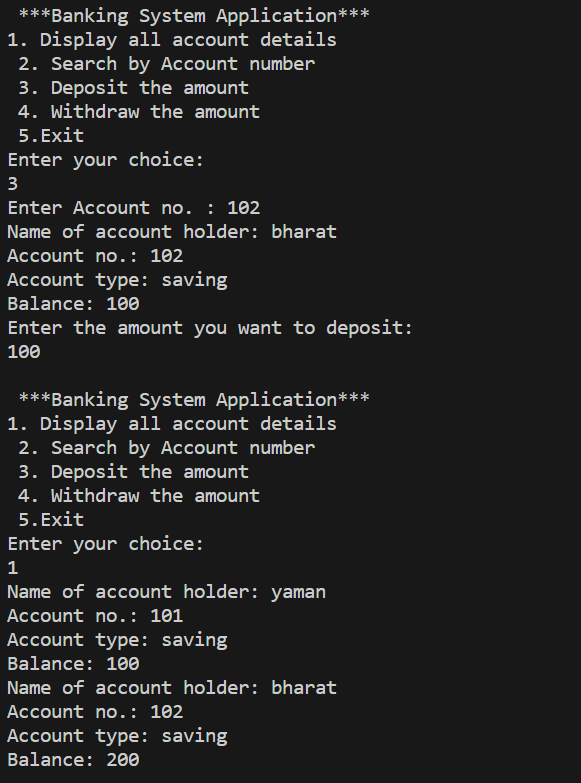 ***Banking System Application***
1. Display all account details
2. Search by Account number
3. Deposit the amount
4. Withdraw the amount
5.Exit
Enter your choice:
3
Enter Account no. : 102
Name of account holder: bharat
Account no.: 102
Account type: saving
Balance: 100
Enter the amount you want to deposit:
100
***Banking System Application***
1. Display all account details
2. Search by Account number
3. Deposit the amount
4. Withdraw the amount
5.Exit
Enter your choice:
1
Name of account holder: yaman
Account no.: 101
Account type: saving
Balance: 100
Name of account holder: bharat
Account no.: 102
Account type: saving
Balance: 200